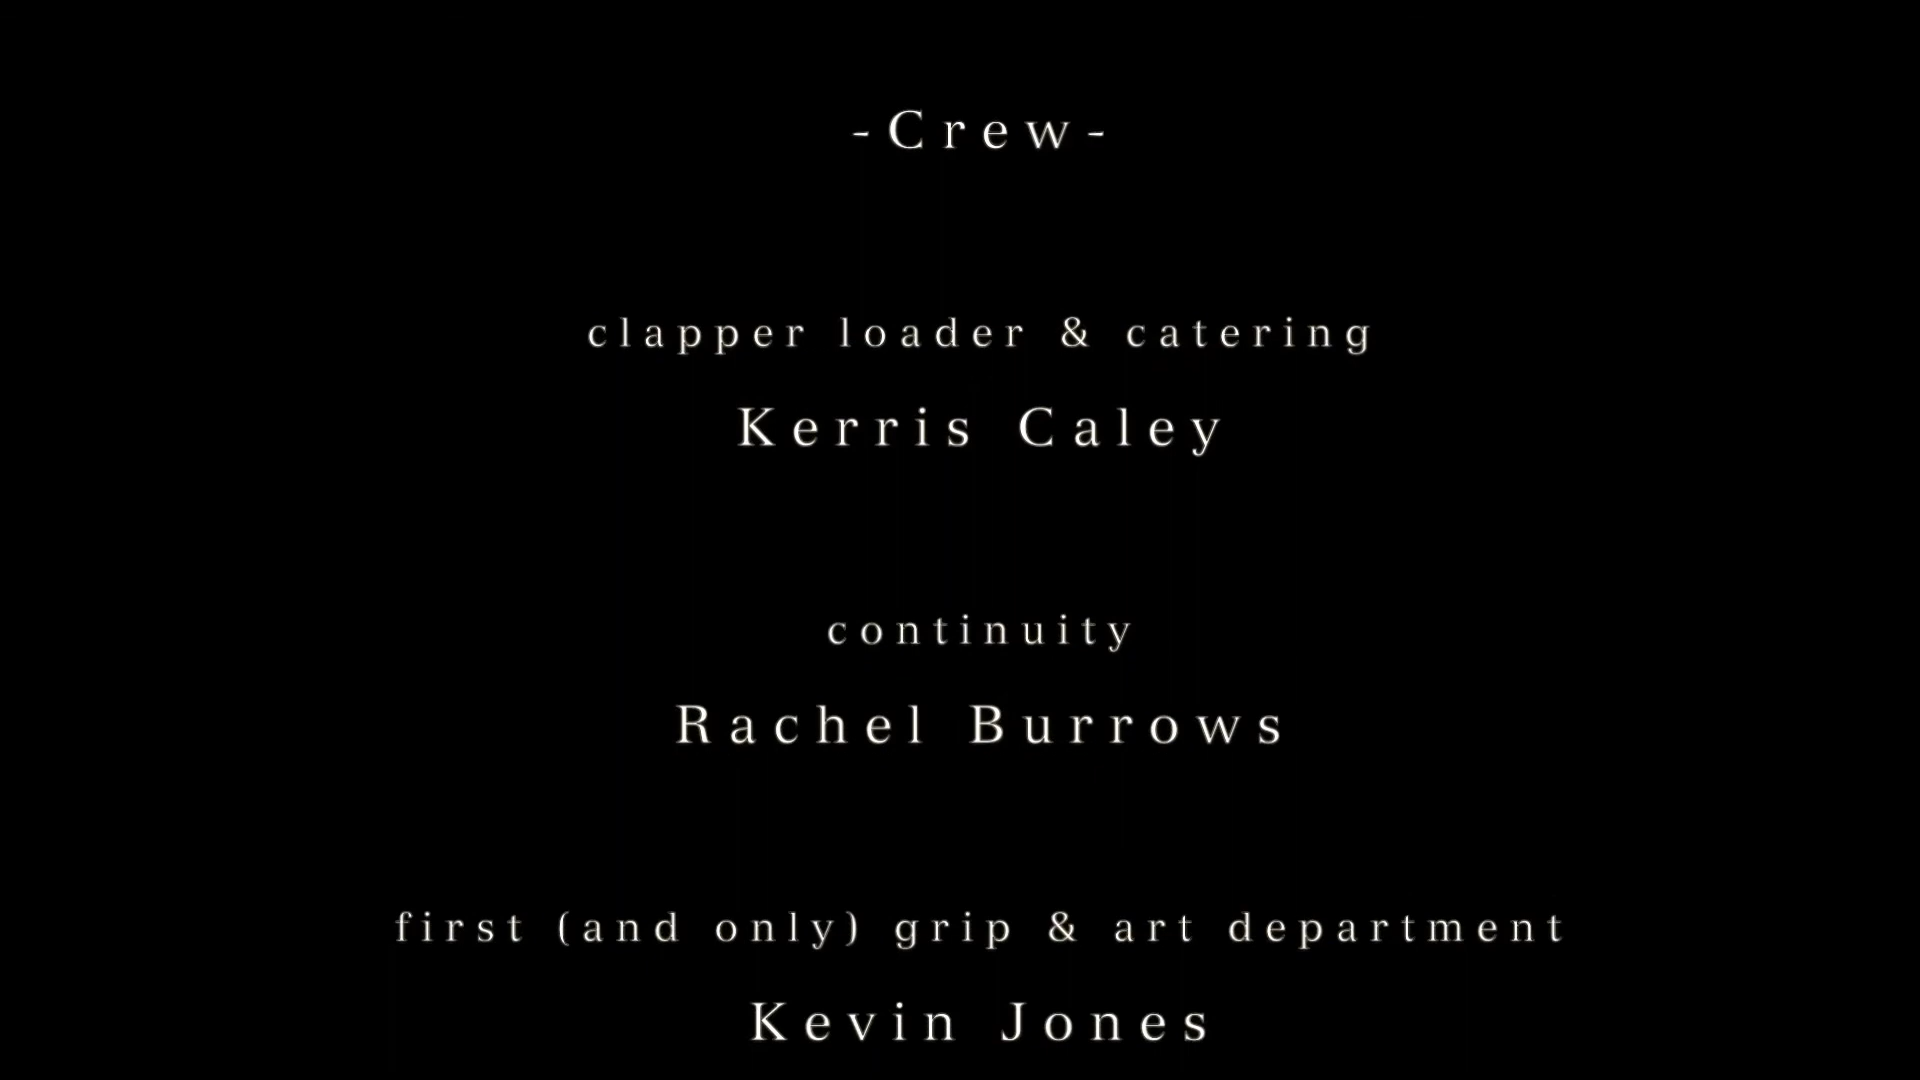 -Crew-
clapper loader & catering
Kerris Caley
continuity
Rachel Burrows
first (and only) grip & art department
Kevin Jones